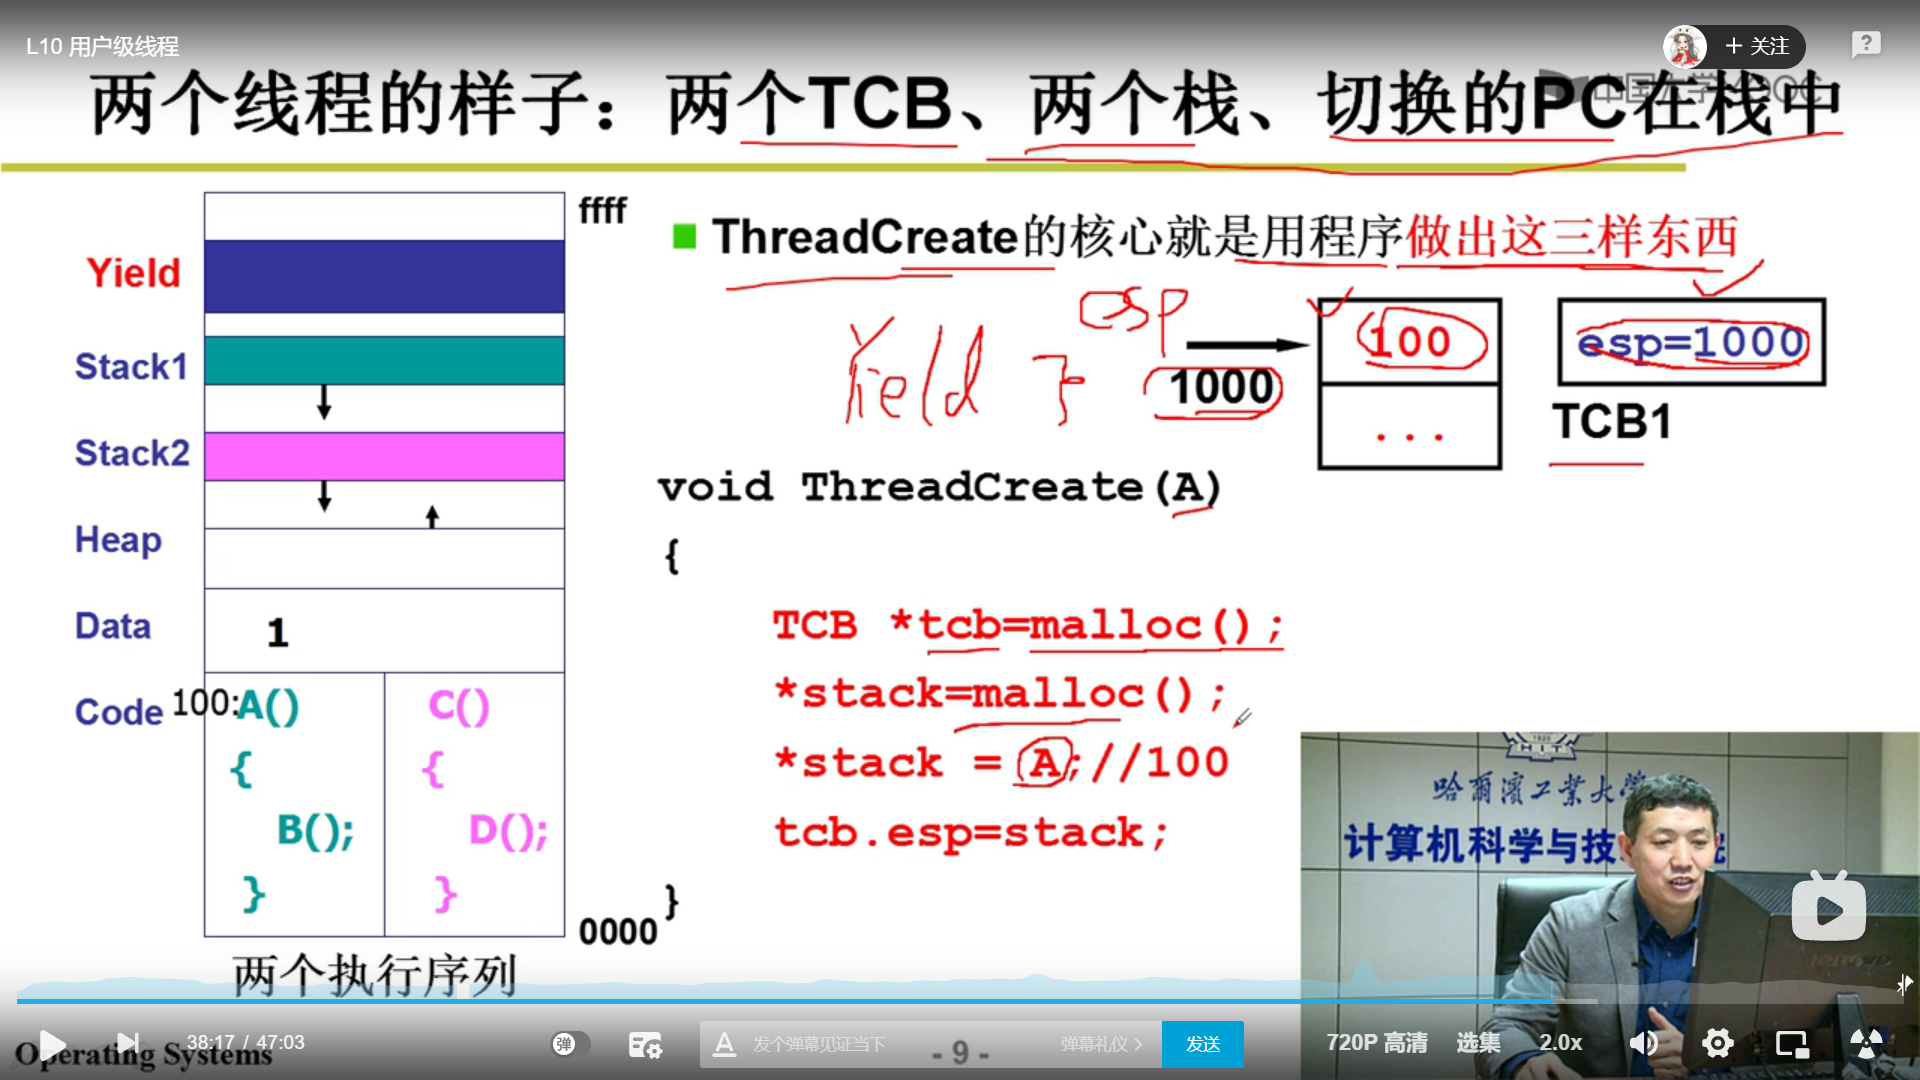 L10 用户级线程
+ 关注
两个线程的样子：两个TCB、两个栈、切换的PC在栈中
ffff
ThreadCreate的核心就是用程序做出这三样东西
Yield
Stack1
Stack2
Heap
Data
1
Code
100:
A()
{
B();
}
C()
{
D();
}
0000
两个执行序列
Yield }
esp
1000
100
...
esp=1000
TCB1
void ThreadCreate(A)
{
TCB *tcb=malloc();
*stack=malloc();
*stack = A;//100
tcb.esp=stack;
}
1920
HIT
哈尔滨工业大学
计算机科学与技
lenovo
38:17 / 47:03
弹
发个弹幕见证当下
弹幕礼仪
发送
720P 高清
选集
2.0x
Operating Systems
- 9 -